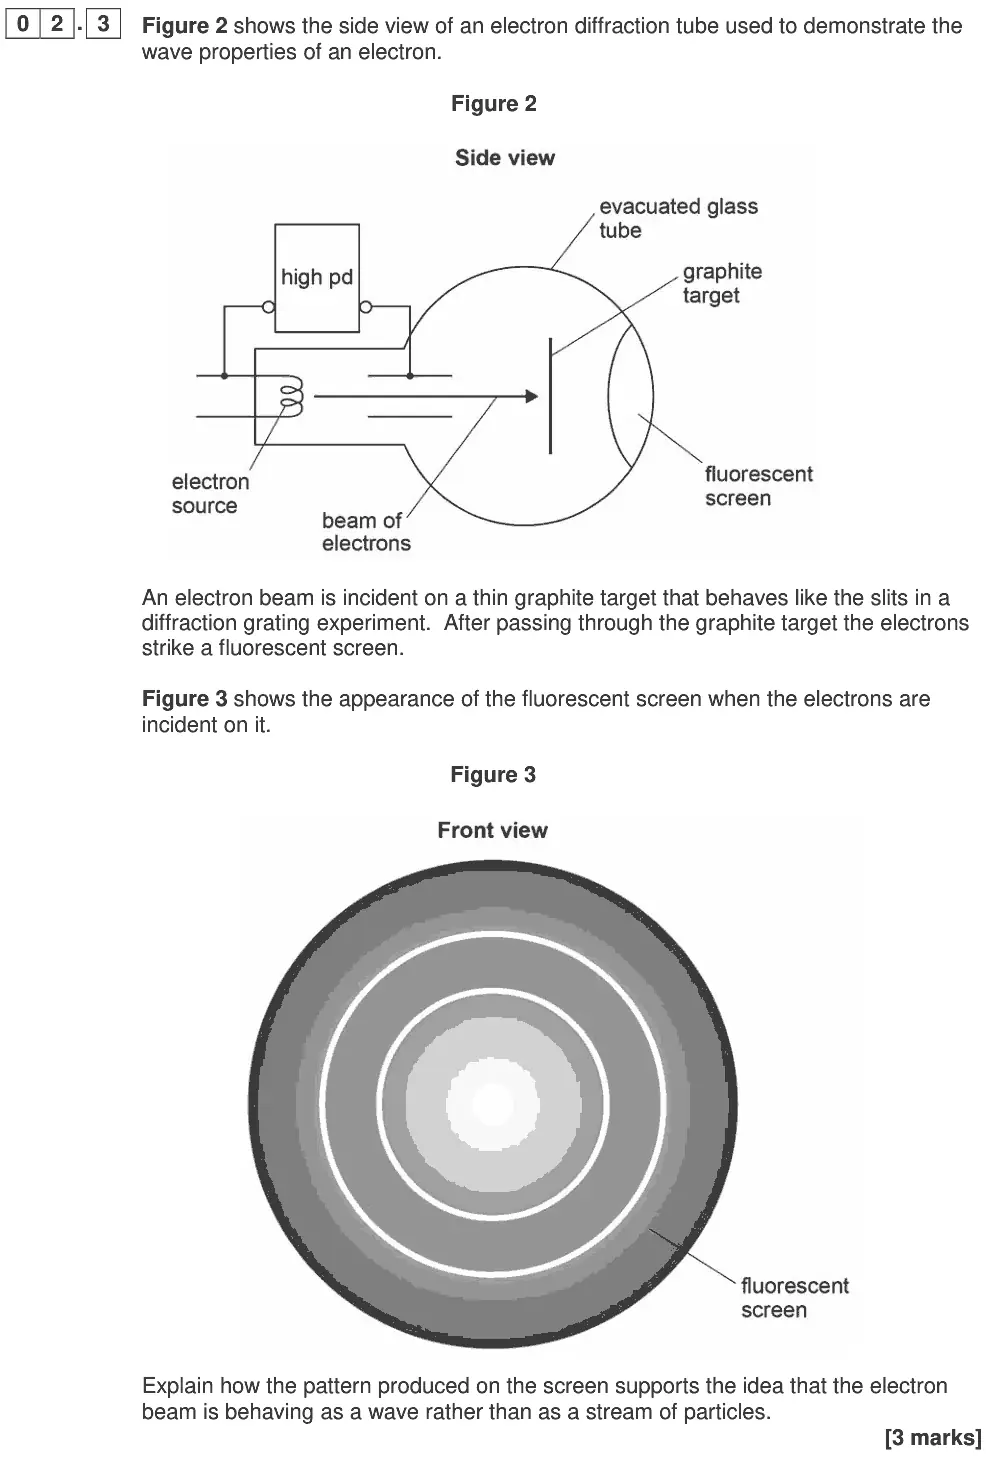 0 2 . 3 Figure 2 shows the side view of an electron diffraction tube used to demonstrate the
wave properties of an electron.
Figure 2
Side view
evacuated glass
tube
high pd
graphite
target
electron
source
fluorescent
screen
beam of
electrons
An electron beam is incident on a thin graphite target that behaves like the slits in a
diffraction grating experiment. After passing through the graphite target the electrons
strike a fluorescent screen.
Figure 3 shows the appearance of the fluorescent screen when the electrons are
incident on it.
Figure 3
Front view
fluorescent
screen
Explain how the pattern produced on the screen supports the idea that the electron
beam is behaving as a wave rather than as a stream of particles.
[3 marks]